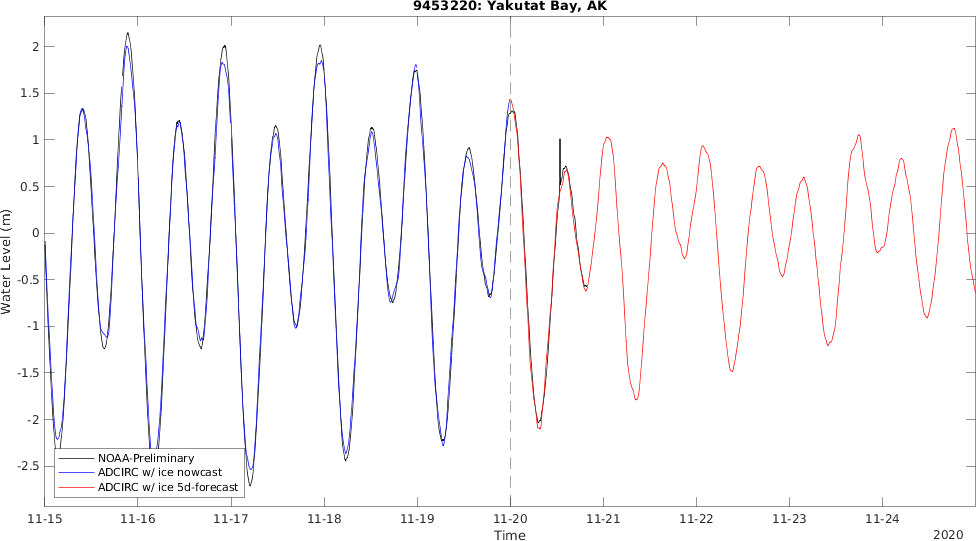 9453220: Yakutat Bay, AK
Water Level (m)
2
1.5
1
0.5
0
-0.5
-1
-1.5
-2
-2.5
NOAA-Preliminary
ADCIRC w/ ice nowcast
ADCIRC w/ ice 5d-forecast
11-15 11-16 11-17 11-18 11-19 11-20 11-21 11-22 11-23 11-24
Time
2020